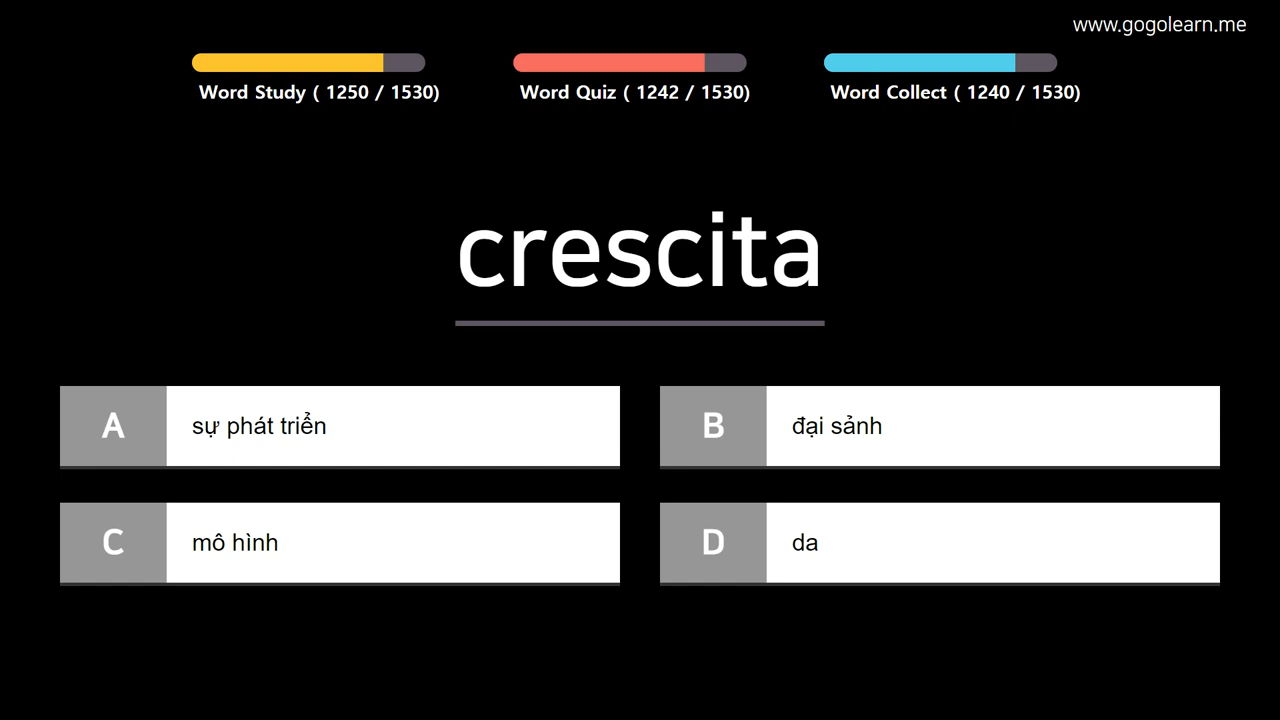 www.gogolearn.me
Word Study ( 1250 / 1530)
Word Quiz ( 1242 / 1530)
Word Collect ( 1240 / 1530)
crescita
A sự phát triển
B đại sảnh
C mô hình
D da